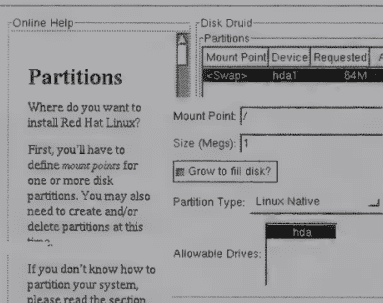 Online Help
Disk Druid
Partitions
Mount Point Device Requested
<Swap> hda1 64M
Partitions
Where do you want to
install Red Hat Linux?
First, you'll have to
define mount points for
one or more disk
partitions. You may also
need to create and/or
delete partitions at this
time.
If you don't know how to
partition your system,
please read the section
Mount Point: /
Size (Megs): 1
Grow to fill disk?
Partition Type: Linux Native
Allowable Drives:
hda